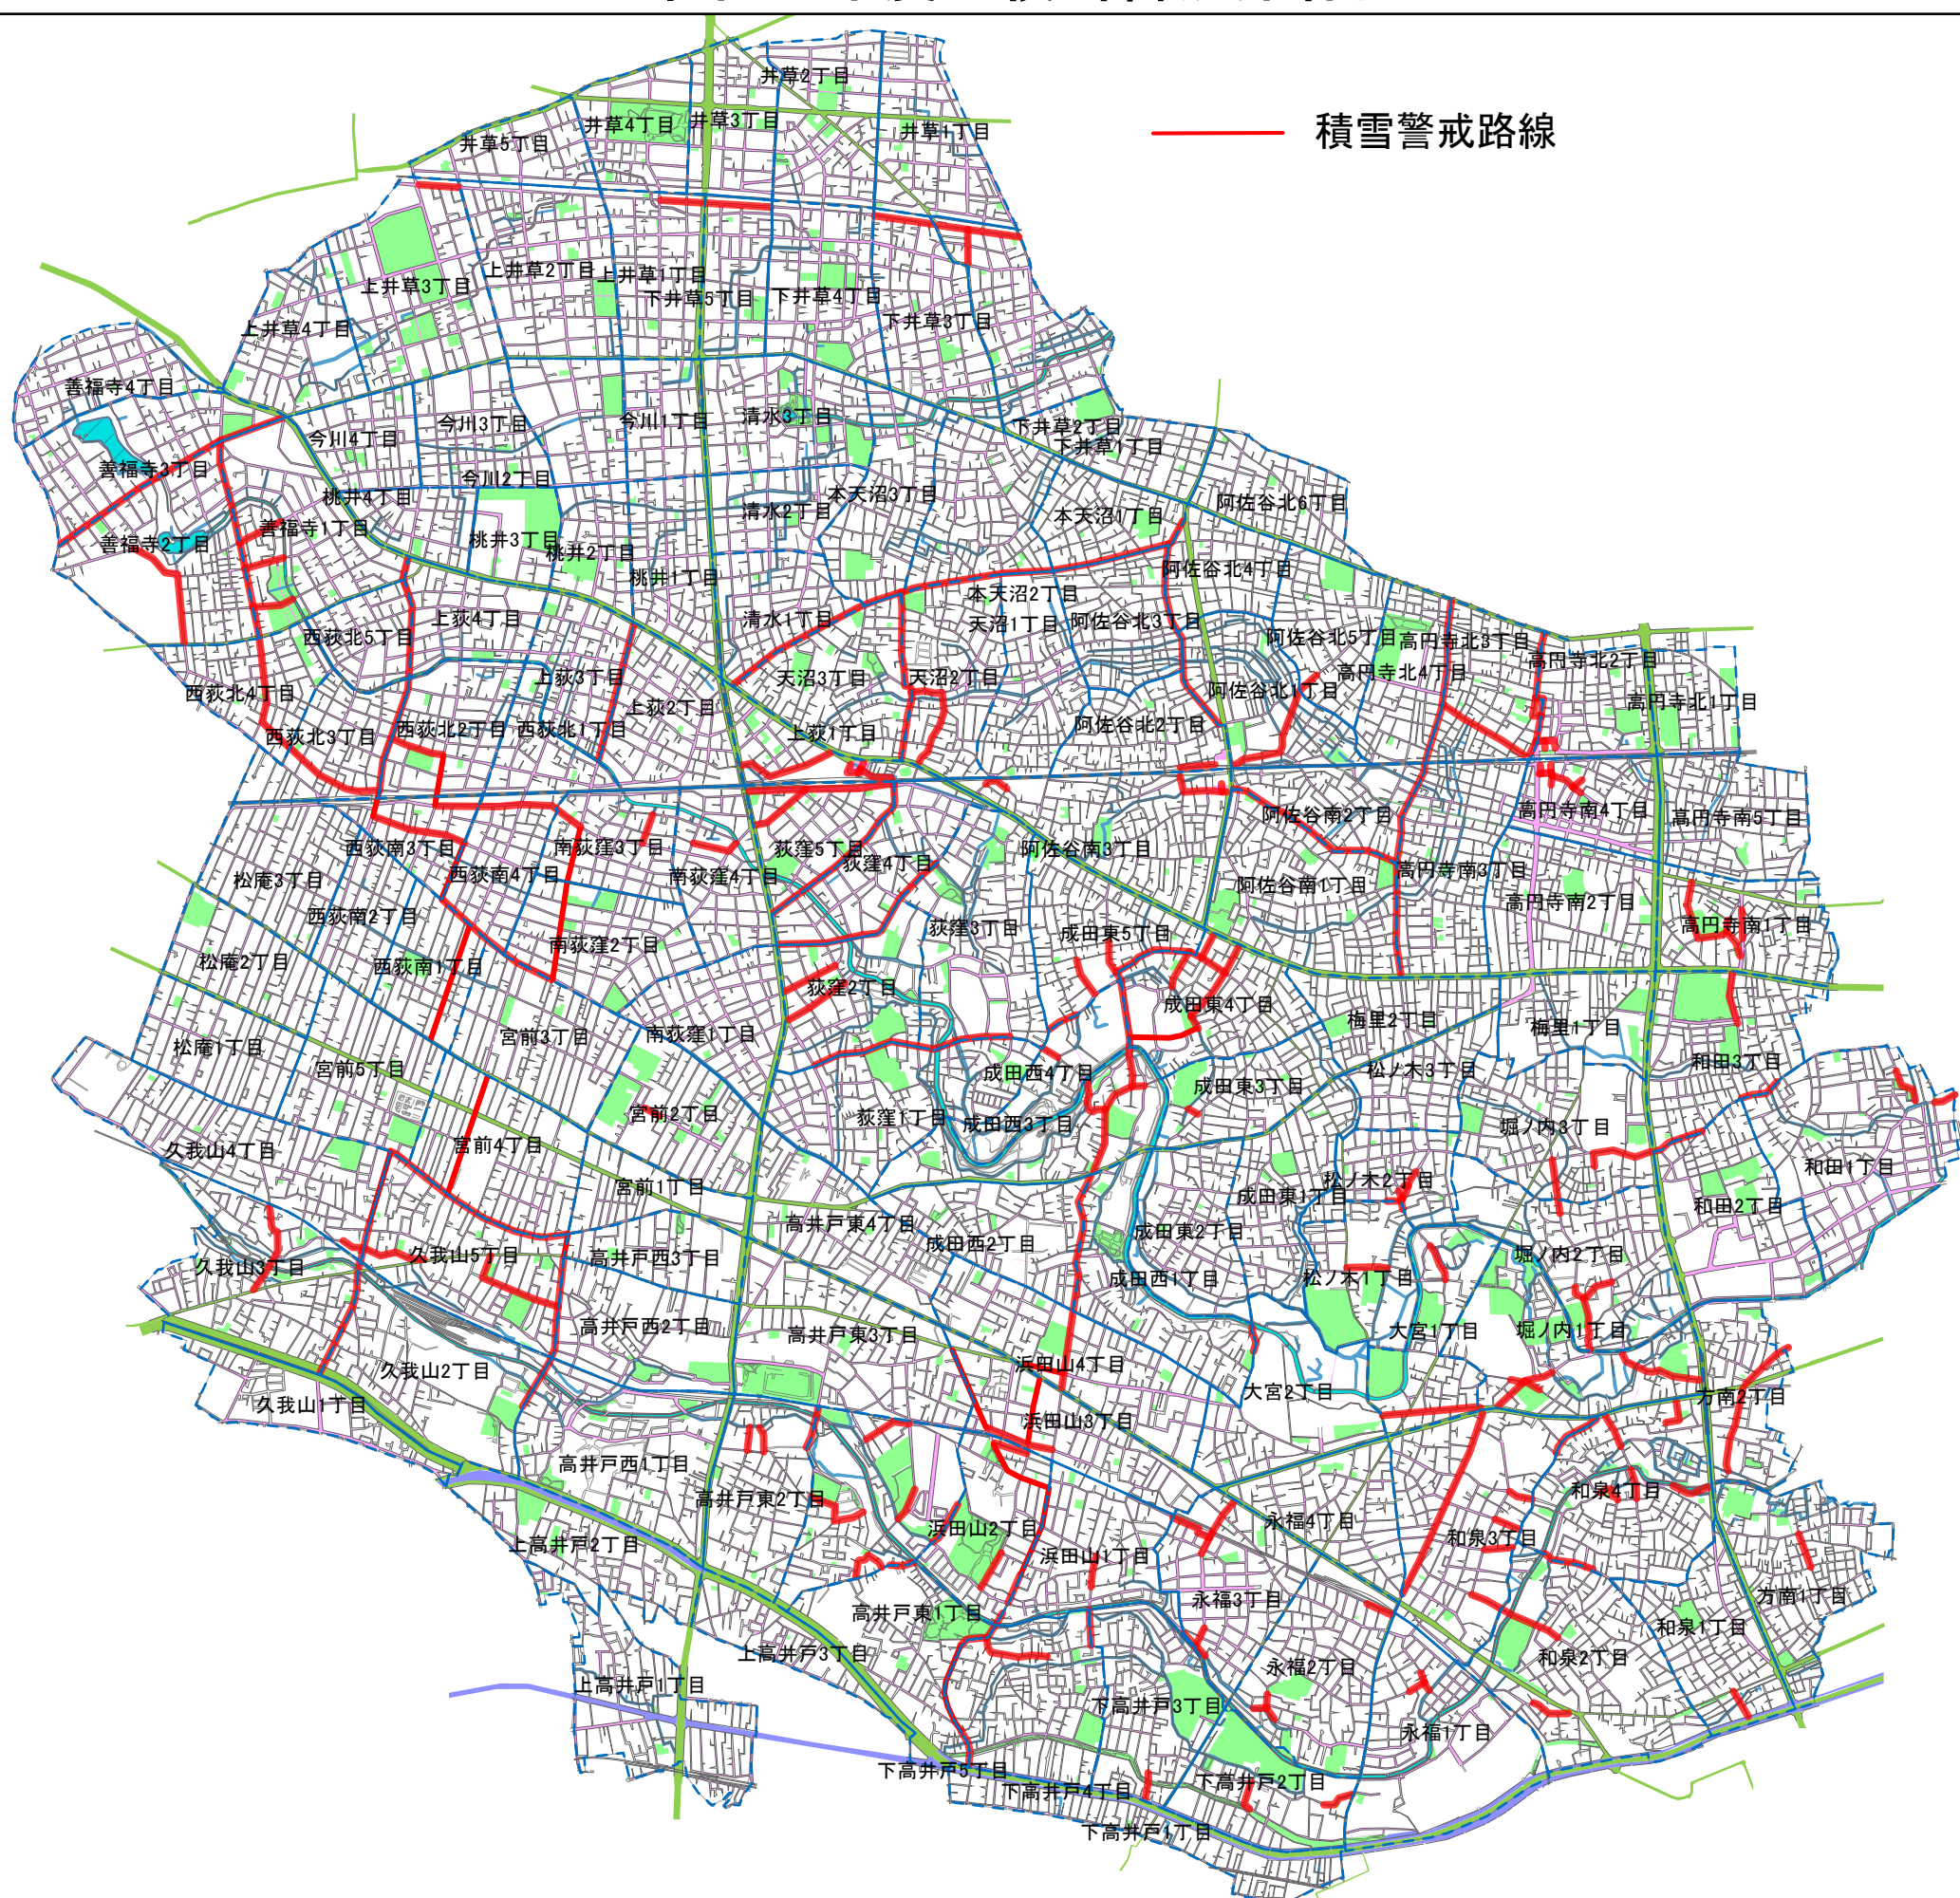 積雪警戒路線
井草2丁目
井草4丁目
井草3丁目
井草1丁目
井草5丁目
上井草3丁目
上井草2丁目
上井草1丁目
下井草5丁目
下井草4丁目
下井草3丁目
上井草4丁目
善福寺4丁目
今川4丁目
今川3丁目
今川1丁目
清水3丁目
下井草2丁目
下井草1丁目
善福寺3丁目
今川2丁目
桃井4丁目
本天沼3丁目
阿佐谷北6丁目
善福寺1丁目
善福寺2丁目
桃井3丁目
桃井2丁目
清水2丁目
本天沼1丁目
桃井1丁目
阿佐谷北4丁目
本天沼2丁目
西荻北5丁目
上荻4丁目
清水1丁目
天沼1丁目
阿佐谷北3丁目
阿佐谷北5丁目
高円寺北3丁目
高円寺北2丁目
西荻北4丁目
上荻3丁目
天沼3丁目
天沼2丁目
阿佐谷北1丁目
高円寺北4丁目
高円寺北1丁目
上荻2丁目
西荻北3丁目
西荻北2丁目
西荻北1丁目
上荻1丁目
阿佐谷北2丁目
西荻南3丁目
南荻窪3丁目
荻窪5丁目
荻窪4丁目
阿佐谷南3丁目
阿佐谷南2丁目
高円寺南4丁目
高円寺南5丁目
松庵3丁目
西荻南4丁目
南荻窪4丁目
阿佐谷南1丁目
高円寺南3丁目
高円寺南2丁目
西荻南2丁目
南荻窪2丁目
荻窪3丁目
成田東5丁目
高円寺南1丁目
松庵2丁目
西荻南1丁目
荻窪2丁目
成田東4丁目
松庵1丁目
宮前3丁目
南荻窪1丁目
梅里2丁目
梅里1丁目
宮前5丁目
成田西4丁目
成田東3丁目
松ノ木3丁目
和田3丁目
宮前2丁目
荻窪1丁目
成田西3丁目
堀ノ内3丁目
久我山4丁目
宮前4丁目
和田1丁目
宮前1丁目
成田東1丁目
松ノ木2丁目
和田2丁目
高井戸東4丁目
成田西2丁目
成田東2丁目
久我山3丁目
久我山5丁目
高井戸西3丁目
成田西1丁目
松ノ木1丁目
堀ノ内2丁目
高井戸西2丁目
高井戸東3丁目
大宮1丁目
堀ノ内1丁目
久我山2丁目
浜田山4丁目
久我山1丁目
大宮2丁目
方南2丁目
浜田山3丁目
高井戸西1丁目
高井戸東2丁目
和泉4丁目
上高井戸2丁目
浜田山2丁目
浜田山1丁目
永福4丁目
和泉3丁目
高井戸東1丁目
永福3丁目
方南1丁目
上高井戸3丁目
和泉1丁目
上高井戸1丁目
永福2丁目
和泉2丁目
下高井戸3丁目
永福1丁目
下高井戸5丁目
下高井戸4丁目
下高井戸2丁目
下高井戸1丁目